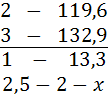 2 – 119,6
3 – 132,9
1 – 13,3
2,5 – 2 – x